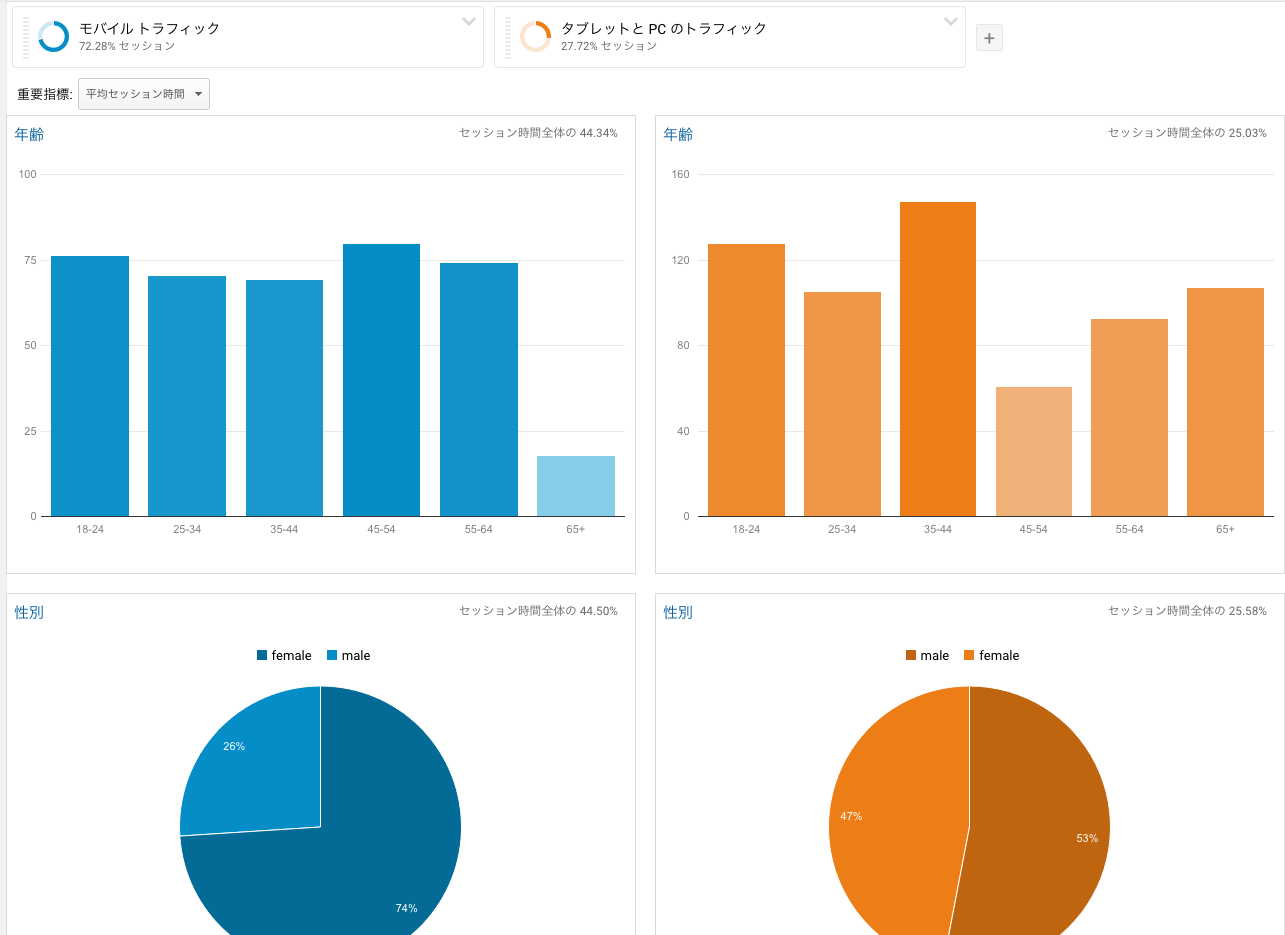 モバイル トラフィック
72.28% セッション
タブレットと PC のトラフィック
27.72% セッション
+
重要指標: 平均セッション時間
年齢
セッション時間全体の 44.34%
100
75
50
25
0
18-24 25-34 35-44 45-54 55-64 65+
年齢
セッション時間全体の 25.03%
160
120
80
40
0
18-24 25-34 35-44 45-54 55-64 65+
性別
セッション時間全体の 44.50%
female male
26%
74%
性別
セッション時間全体の 25.58%
male female
47%
53%